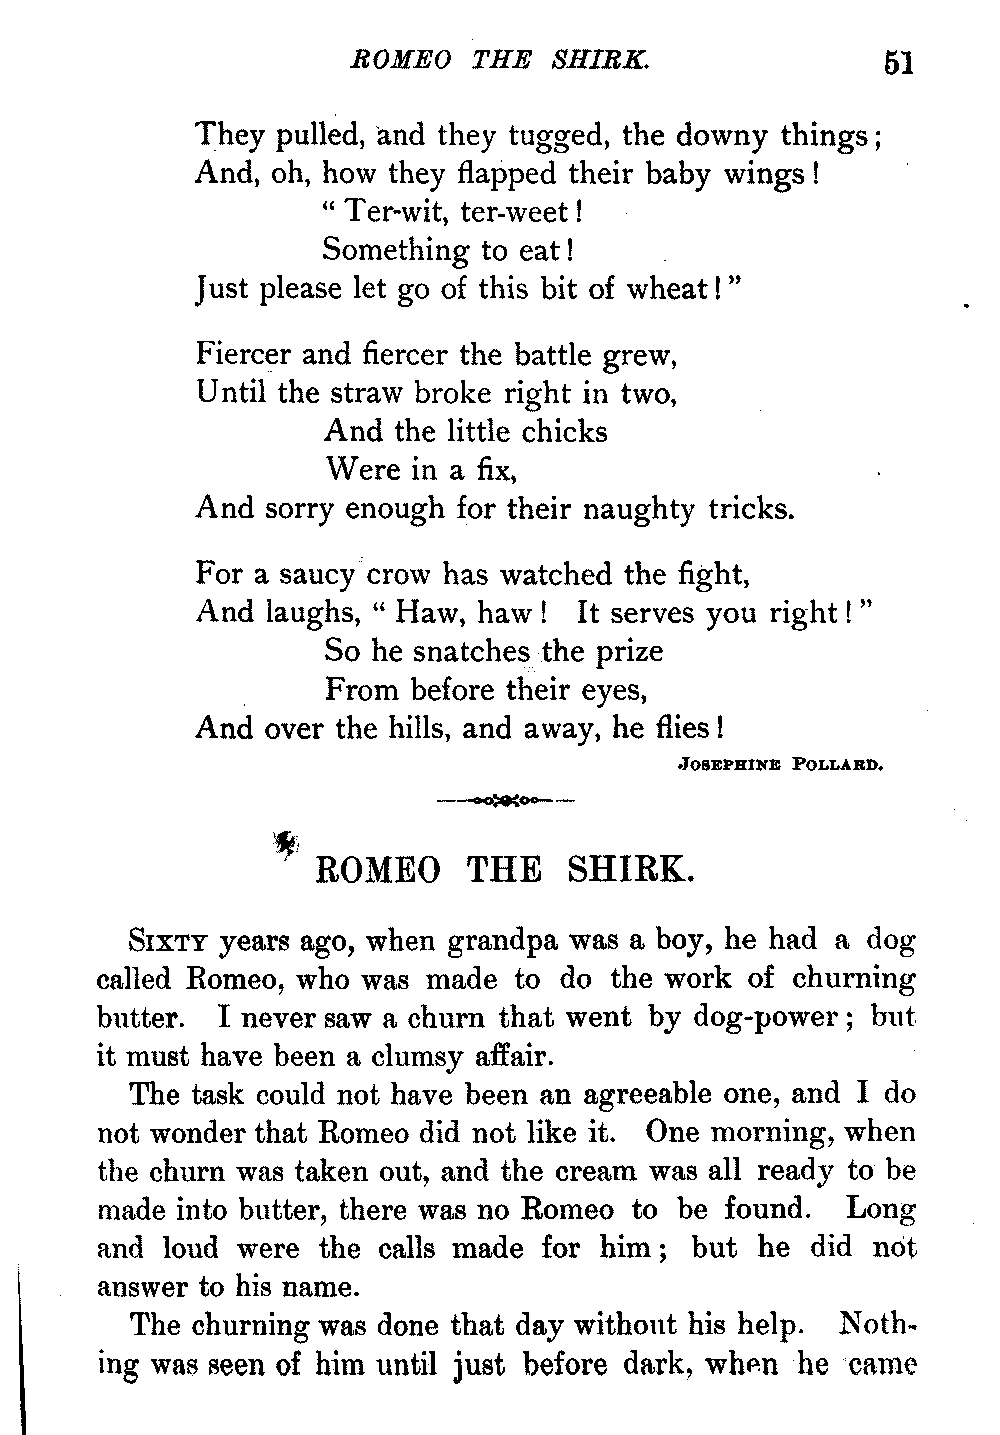 ROMEO THE SHIRK. 51
They pulled, and they tugged, the downy things;
And, oh, how they flapped their baby wings!
" Ter-wit, ter-weet!
Something to eat!
Just please let go of this bit of wheat!"
Fiercer and fiercer the battle grew,
Until the straw broke right in two,
And the little chicks
Were in a fix,
And sorry enough for their naughty tricks.
For a saucy crow has watched the fight,
And laughs, " Haw, haw! It serves you right!"
So he snatches the prize
From before their eyes,
And over the hills, and away, he flies!
JOSEPHINE POLLARD.
ROMEO THE SHIRK.
SIXTY years ago, when grandpa was a boy, he had a dog
called Romeo, who was made to do the work of churning
butter. I never saw a churn that went by dog-power; but
it must have been a clumsy affair.
The task could not have been an agreeable one, and I do
not wonder that Romeo did not like it. One morning, when
the churn was taken out, and the cream was all ready to be
made into butter, there was no Romeo to be found. Long
and loud were the calls made for him; but he did not
answer to his name.
The churning was done that day without his help. Noth-
ing was seen of him until just before dark, when he came